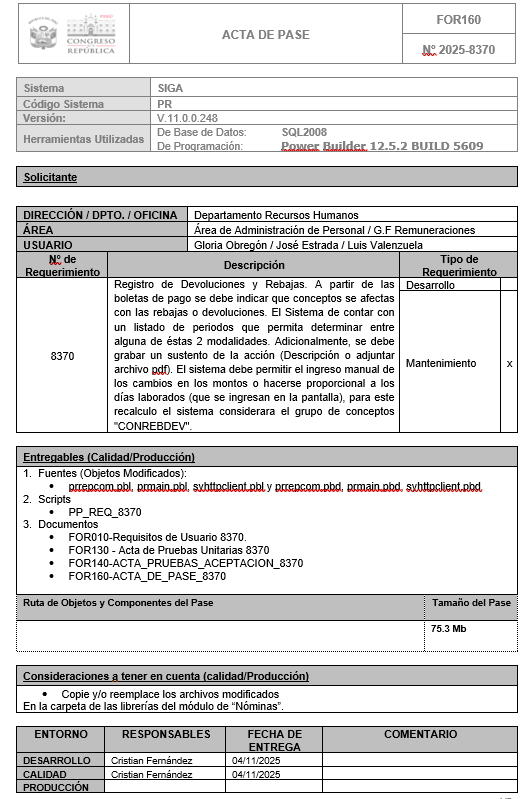 CONGRESO
REPÚBLICA
ACTA DE PASE
FOR160
Nº 2025-8370
Sistema SIGA
Código Sistema PR
Versión: V.11.0.0.248
Herramientas Utilizadas De Base de Datos: SQL2008
De Programación: Power Builder 12.5.2 BUILD 5609
Solicitante
DIRECCIÓN / DPTO. / OFICINA Departamento Recursos Humanos
ÁREA Área de Administración de Personal / G.F Remuneraciones
USUARIO Gloria Obregón / José Estrada / Luis Valenzuela
Nº de Requerimiento Descripción Tipo de Requerimiento
8370
Registro de Devoluciones y Rebajas. A partir de las
boletas de pago se debe indicar que conceptos se afectas
con las rebajas o devoluciones. El Sistema de contar con
un listado de periodos que permita determinar entre
alguna de éstas 2 modalidades. Adicionalmente, se debe
grabar un sustento de la acción (Descripción o adjuntar
archivo pdf). El sistema debe permitir el ingreso manual de
los cambios en los montos o hacerse proporcional a los
días laborados (que se ingresan en la pantalla), para este
recalculo el sistema considerara el grupo de conceptos
"CONREBDEV".
Desarrollo
Mantenimiento x
Entregables (Calidad/Producción)
1. Fuentes (Objetos Modificados):
• prrepcom.pbl, prmain.pbl, syhttpclient.pbl y prrepcom.pbd, prmain.pbd, syhttpclient.pbd.
2. Scripts
• PP_REQ_8370
3. Documentos
• FOR010-Requisitos de Usuario 8370.
• FOR130 - Acta de Pruebas Unitarias 8370
• FOR140-ACTA_PRUEBAS_ACEPTACION_8370
• FOR160-ACTA_DE_PASE_8370
Ruta de Objetos y Componentes del Pase Tamaño del Pase
75.3 Mb
Consideraciones a tener en cuenta (calidad/Producción)
• Copie y/o reemplace los archivos modificados
En la carpeta de las librerías del módulo de “Nóminas”.
ENTORNO RESPONSABLES FECHA DE ENTREGA COMENTARIO
DESARROLLO Cristian Fernández 04/11/2025
CALIDAD Cristian Fernández 04/11/2025
PRODUCCIÓN